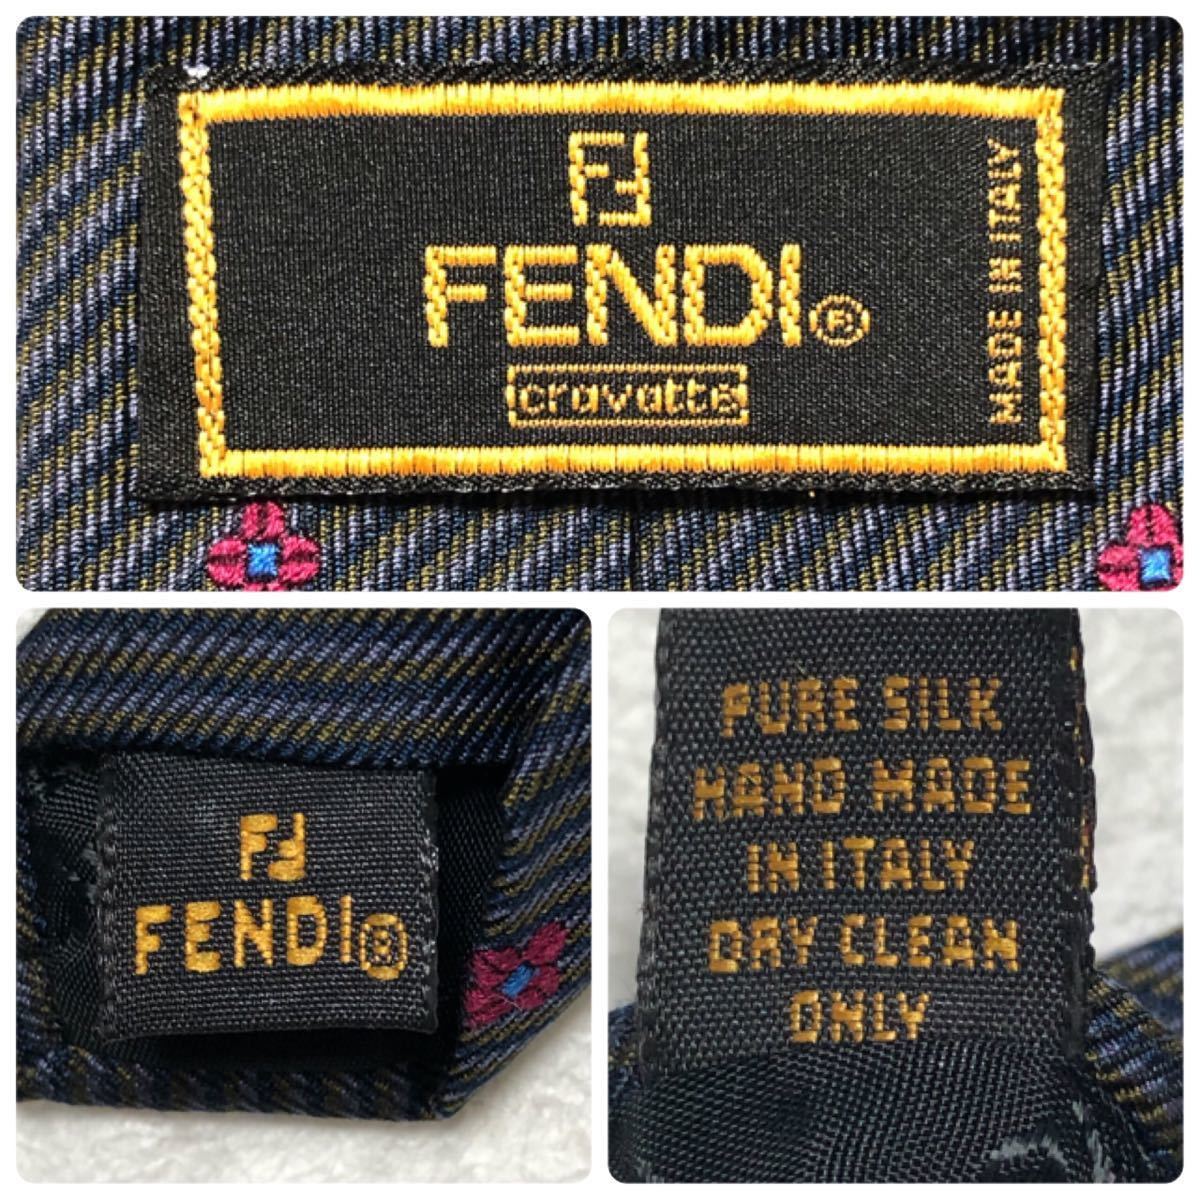 FF
FENDI®
cravatte
MADE IN ITALY
FF
FENDI®
PURE SILK
HAND MADE
IN ITALY
DRY CLEAN
ONLY